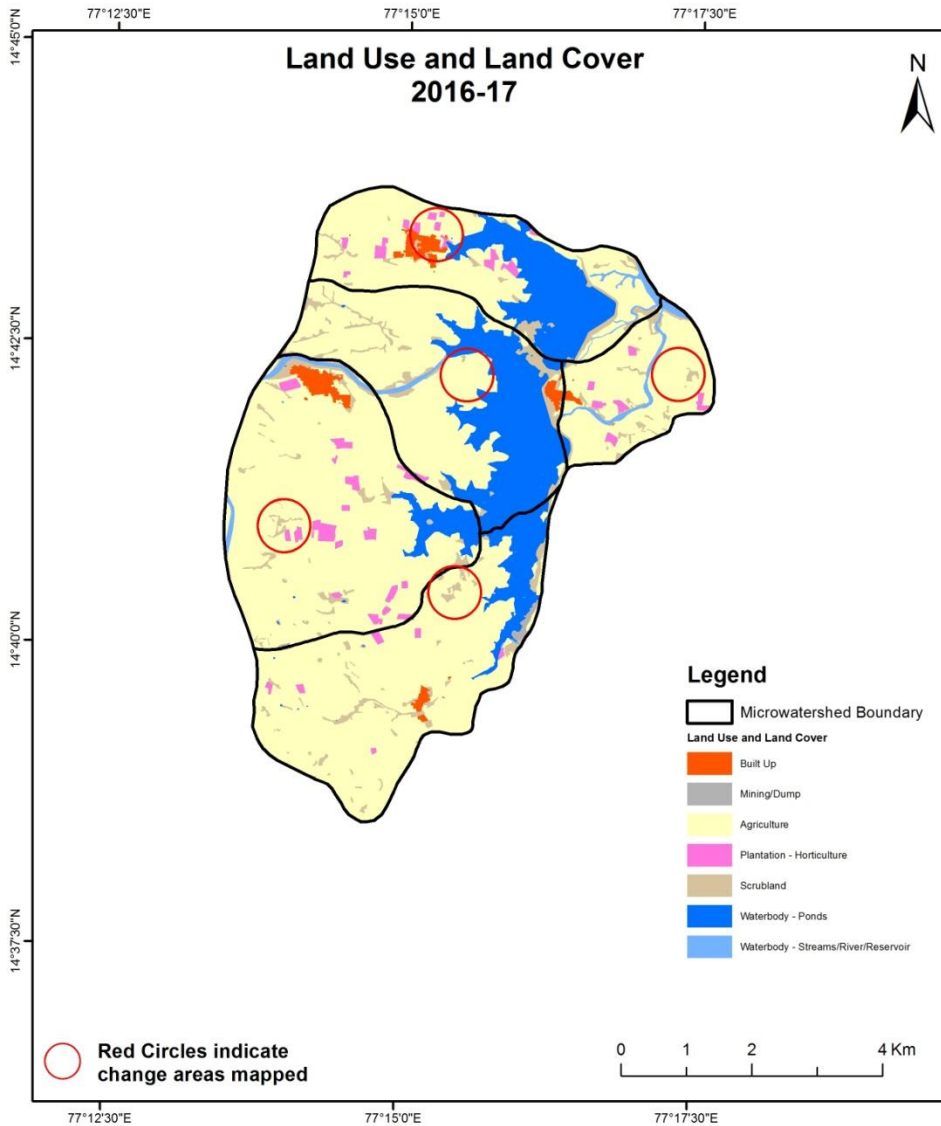 77°12'30"E 77°15'0"E 77°17'30"E
14°45'0"N
Land Use and Land Cover
2016-17
N
14°42'30"N
14°40'0"N
Legend
Microwatershed Boundary
Land Use and Land Cover
Built Up
Mining/Dump
Agriculture
Plantation - Horticulture
Scrubland
Waterbody - Ponds
Waterbody - Streams/River/Reservoir
14°37'30"N
Red Circles indicate
change areas mapped
0 1 2 4 Km
77°12'30"E 77°15'0"E 77°17'30"E